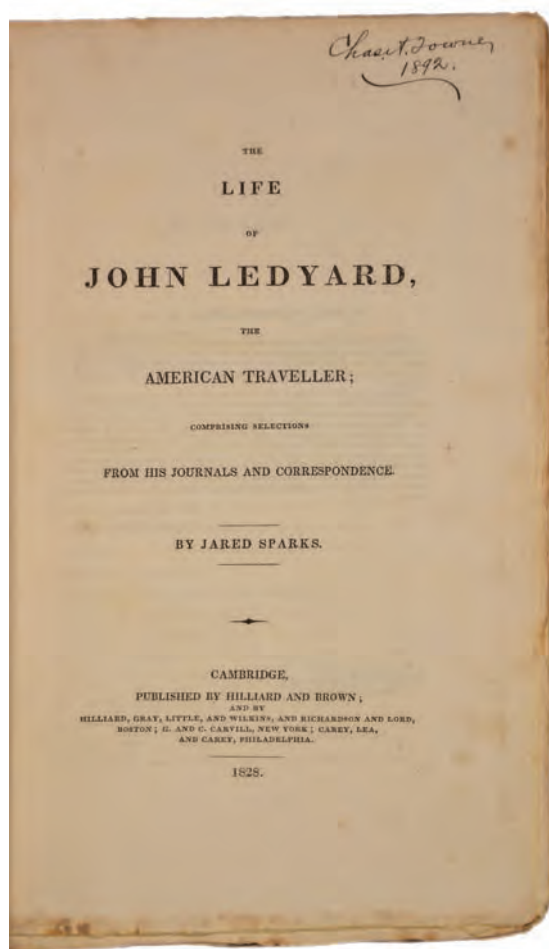 Chas. A. Towne,
1892.
THE
LIFE
OF
JOHN LEDYARD,
THE
AMERICAN TRAVELLER;
COMPRISING SELECTIONS
FROM HIS JOURNALS AND CORRESPONDENCE.
BY JARED SPARKS.
CAMBRIDGE,
PUBLISHED BY HILLIARD AND BROWN;
AND BY
HILLIARD, GRAY, LITTLE, AND WILKINS, AND RICHARDSON AND LORD,
BOSTON; G. AND C. CARVILL, NEW YORK; CAREY, LEA,
AND CAREY, PHILADELPHIA.
1828.